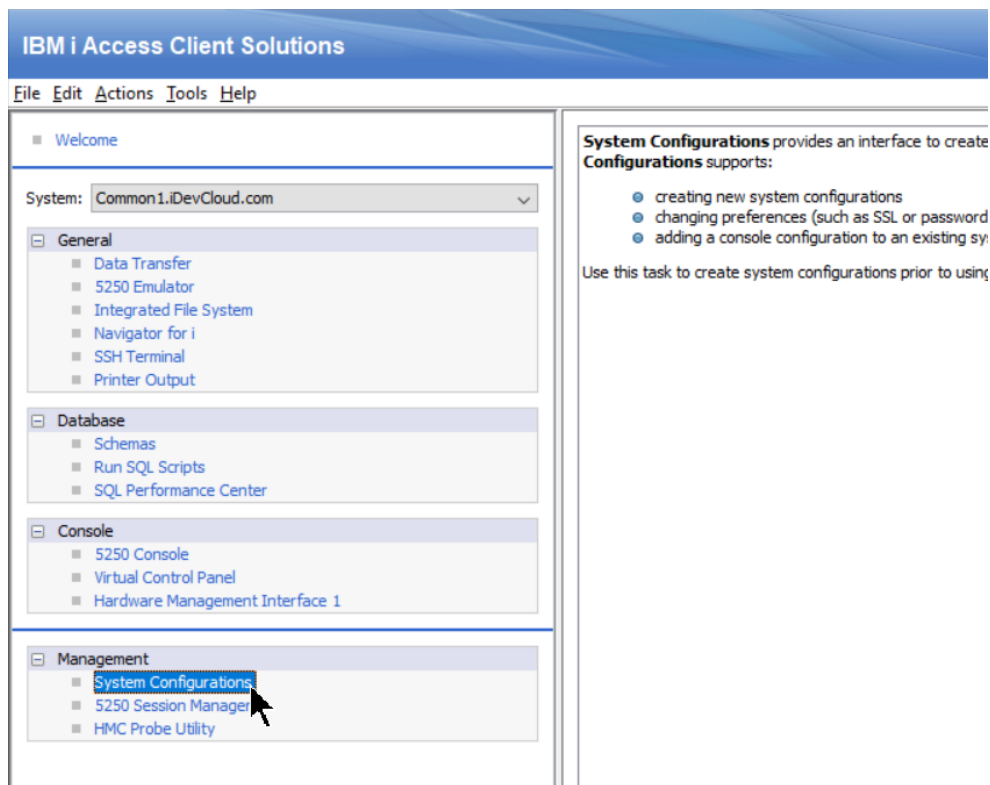 IBM i Access Client Solutions
File Edit Actions Tools Help
Welcome
System: Common1.iDevCloud.com
General
Data Transfer
5250 Emulator
Integrated File System
Navigator for i
SSH Terminal
Printer Output
Database
Schemas
Run SQL Scripts
SQL Performance Center
Console
5250 Console
Virtual Control Panel
Hardware Management Interface 1
Management
System Configurations
5250 Session Manager
HMC Probe Utility
System Configurations provides an interface to create
Configurations supports:
creating new system configurations
changing preferences (such as SSL or password
adding a console configuration to an existing
Use this task to create system configurations prior to using